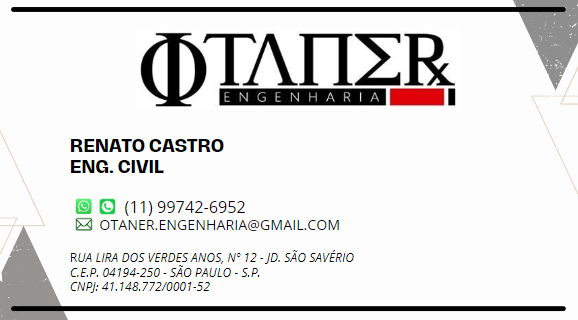 ΦTΛΠΣRx
ENGENHARIA
RENATO CASTRO
ENG. CIVIL
(11) 99742-6952
OTANER.ENGENHARIA@GMAIL.COM
RUA LIRA DOS VERDES ANOS, Nº 12 - JD. SÃO SAVÉRIO
C.E.P. 04194-250 - SÃO PAULO - S.P.
CNPJ: 41.148.772/0001-52